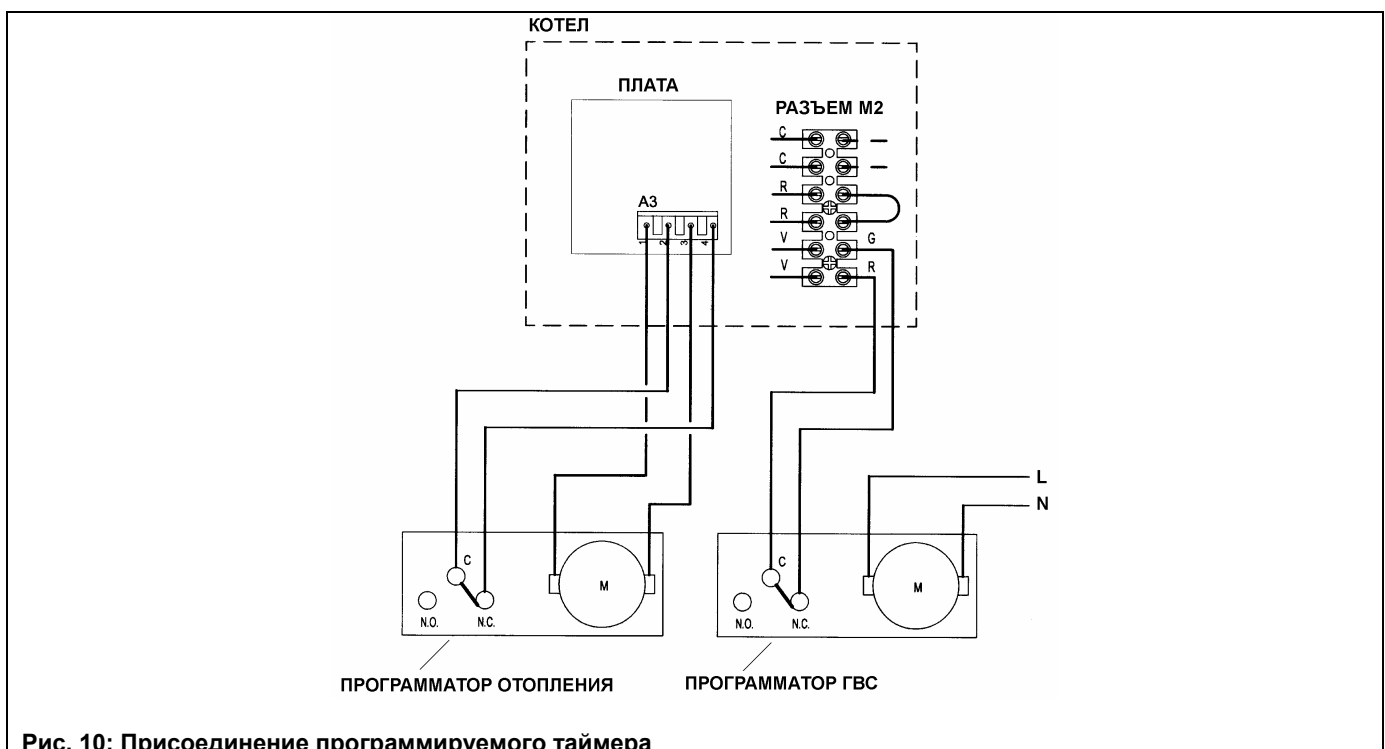 КОТЕЛ
ПЛАТА
РАЗЪЕМ М2
C
C
R
R
V G
V R
A3
1 2 3 4
L
N
C
M
N.O. N.C.
C
M
N.O. N.C.
ПРОГРАММАТОР ОТОПЛЕНИЯ
ПРОГРАММАТОР ГВС
Рис. 10: Присоединение программируемого таймера